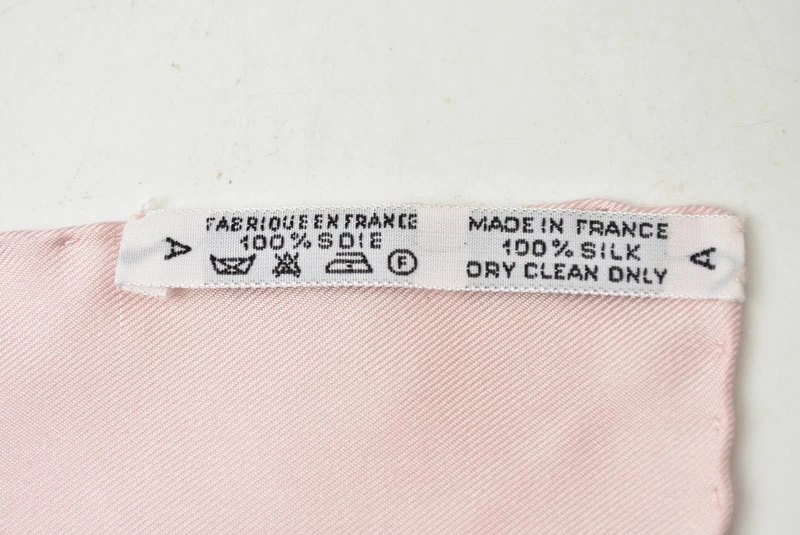 A
FABRIQUE EN FRANCE
100% SOIE
F
MADE IN FRANCE
100% SILK
DRY CLEAN ONLY
A